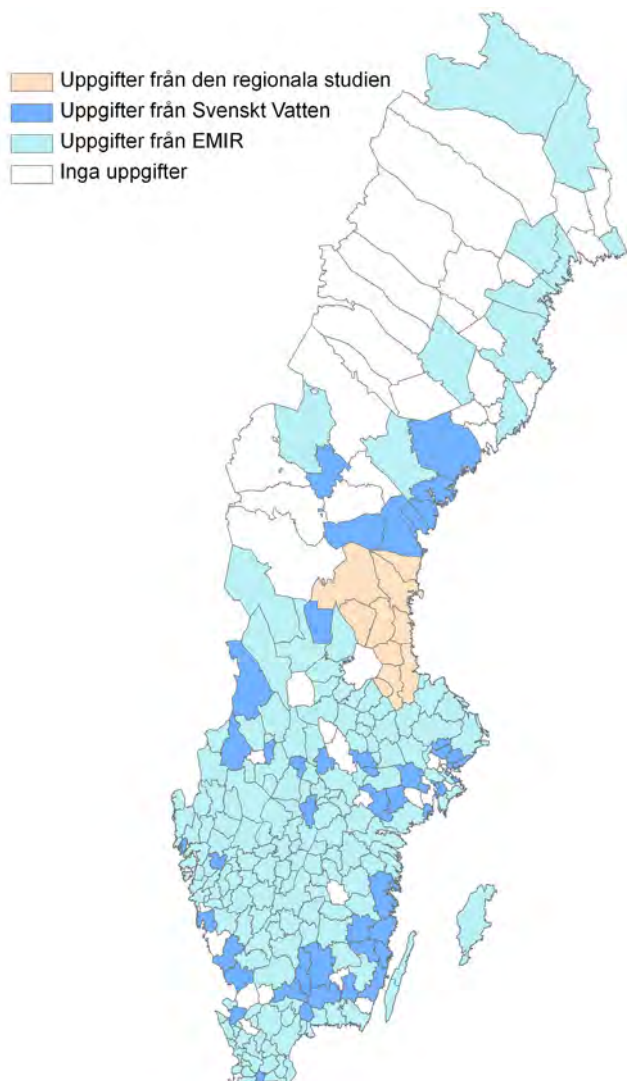 Uppgifter från den regionala studien
Uppgifter från Svenskt Vatten
Uppgifter från EMIR
Inga uppgifter